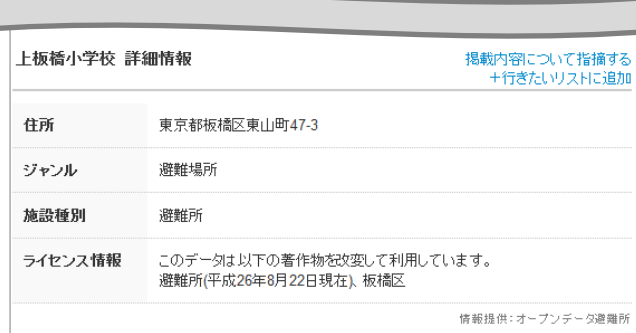 上板橋小学校 詳細情報
掲載内容について指摘する
+行きたいリストに追加
住所 東京都板橋区東山町47-3
ジャンル 避難場所
施設種別 避難所
ライセンス情報 このデータは以下の著作物を改変して利用しています。
避難所(平成26年8月22日現在)、板橋区
情報提供：オープンデータ避難所